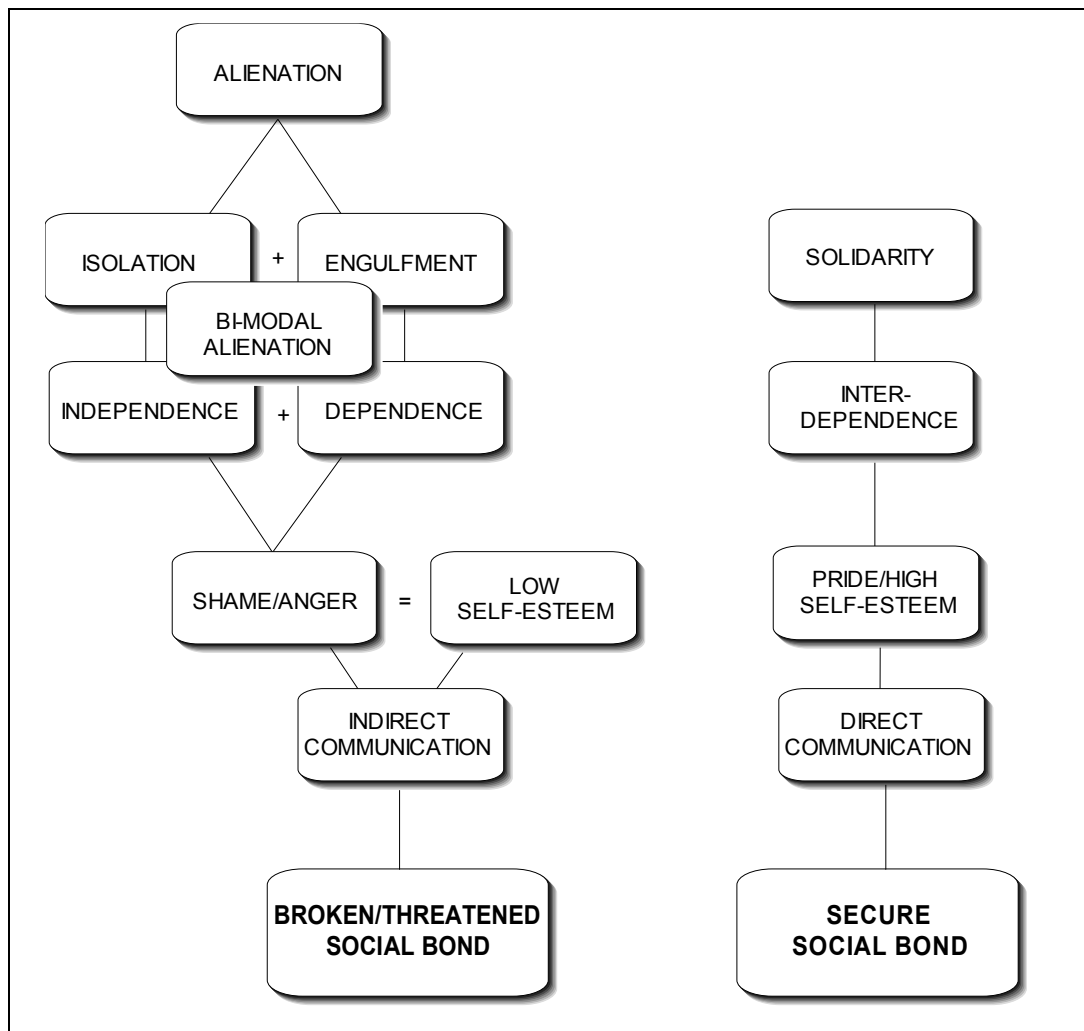 ALIENATION
ISOLATION
+
ENGULFMENT
BI-MODAL
ALIENATION
INDEPENDENCE
+
DEPENDENCE
SHAME/ANGER
=
LOW
SELF-ESTEEM
INDIRECT
COMMUNICATION
BROKEN/THREATENED
SOCIAL BOND
SOLIDARITY
INTER-
DEPENDENCE
PRIDE/HIGH
SELF-ESTEEM
DIRECT
COMMUNICATION
SECURE
SOCIAL BOND